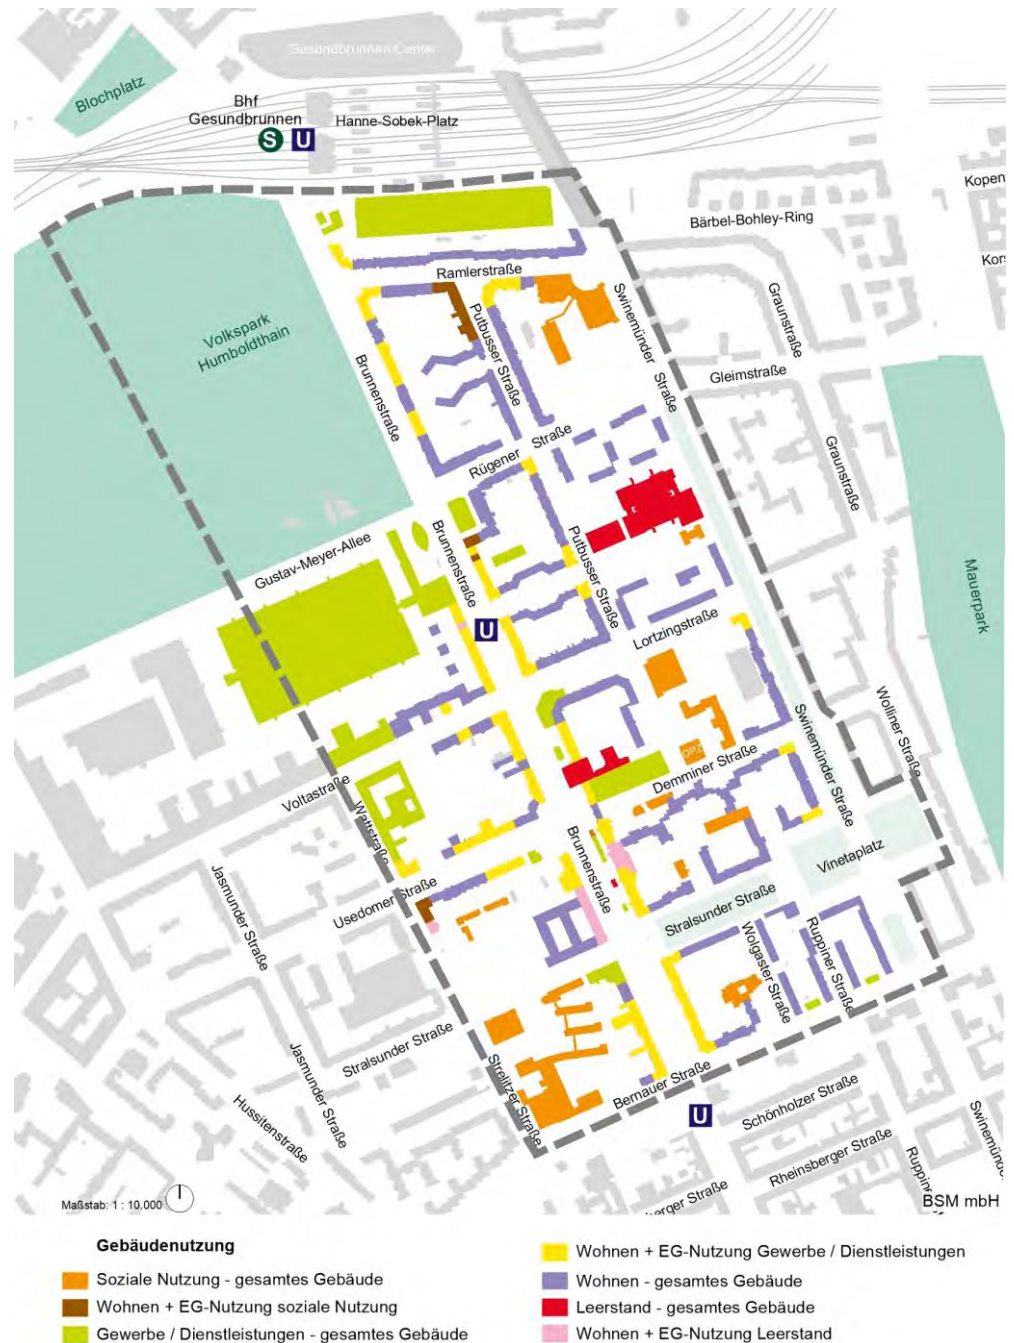 Gesundbrunnen-Center
Blochplatz
Bhf
Gesundbrunnen
S U
Hanne-Sobek-Platz
Kopen
Bärbel-Bohley-Ring
Kors
Ramlerstraße
Volkspark
Humboldthain
Putbusser Straße
Swinemünder Straße
Graunstraße
Brunnenstraße
Gleimstraße
Rügener Straße
Graunstraße
Gustav-Meyer-Allee
Brunnenstraße
Putbusser Straße
Mauerpark
U
Lortzingstraße
Wolliner Straße
Swinemünder Straße
OPZ
Demminer Straße
Voltastraße
Wattstraße
Brunnenstraße
Vinetaplatz
Usedomer Straße
Jasmunder Straße
Stralsunder Straße
Wolgaster Straße
Ruppiner Straße
Stralsunder Straße
Jasmunder Straße
Strelitzer Straße
Bernauer Straße
Hussitenstraße
U
Schönholzer Straße
Swinemünd
Rheinsberger Straße
Ruppin
erger Straße
Maßstab: 1 : 10.000
BSM mbH
Gebäudenutzung
Soziale Nutzung - gesamtes Gebäude
Wohnen + EG-Nutzung soziale Nutzung
Gewerbe / Dienstleistungen - gesamtes Gebäude
Wohnen + EG-Nutzung Gewerbe / Dienstleistungen
Wohnen - gesamtes Gebäude
Leerstand - gesamtes Gebäude
Wohnen + EG-Nutzung Leerstand